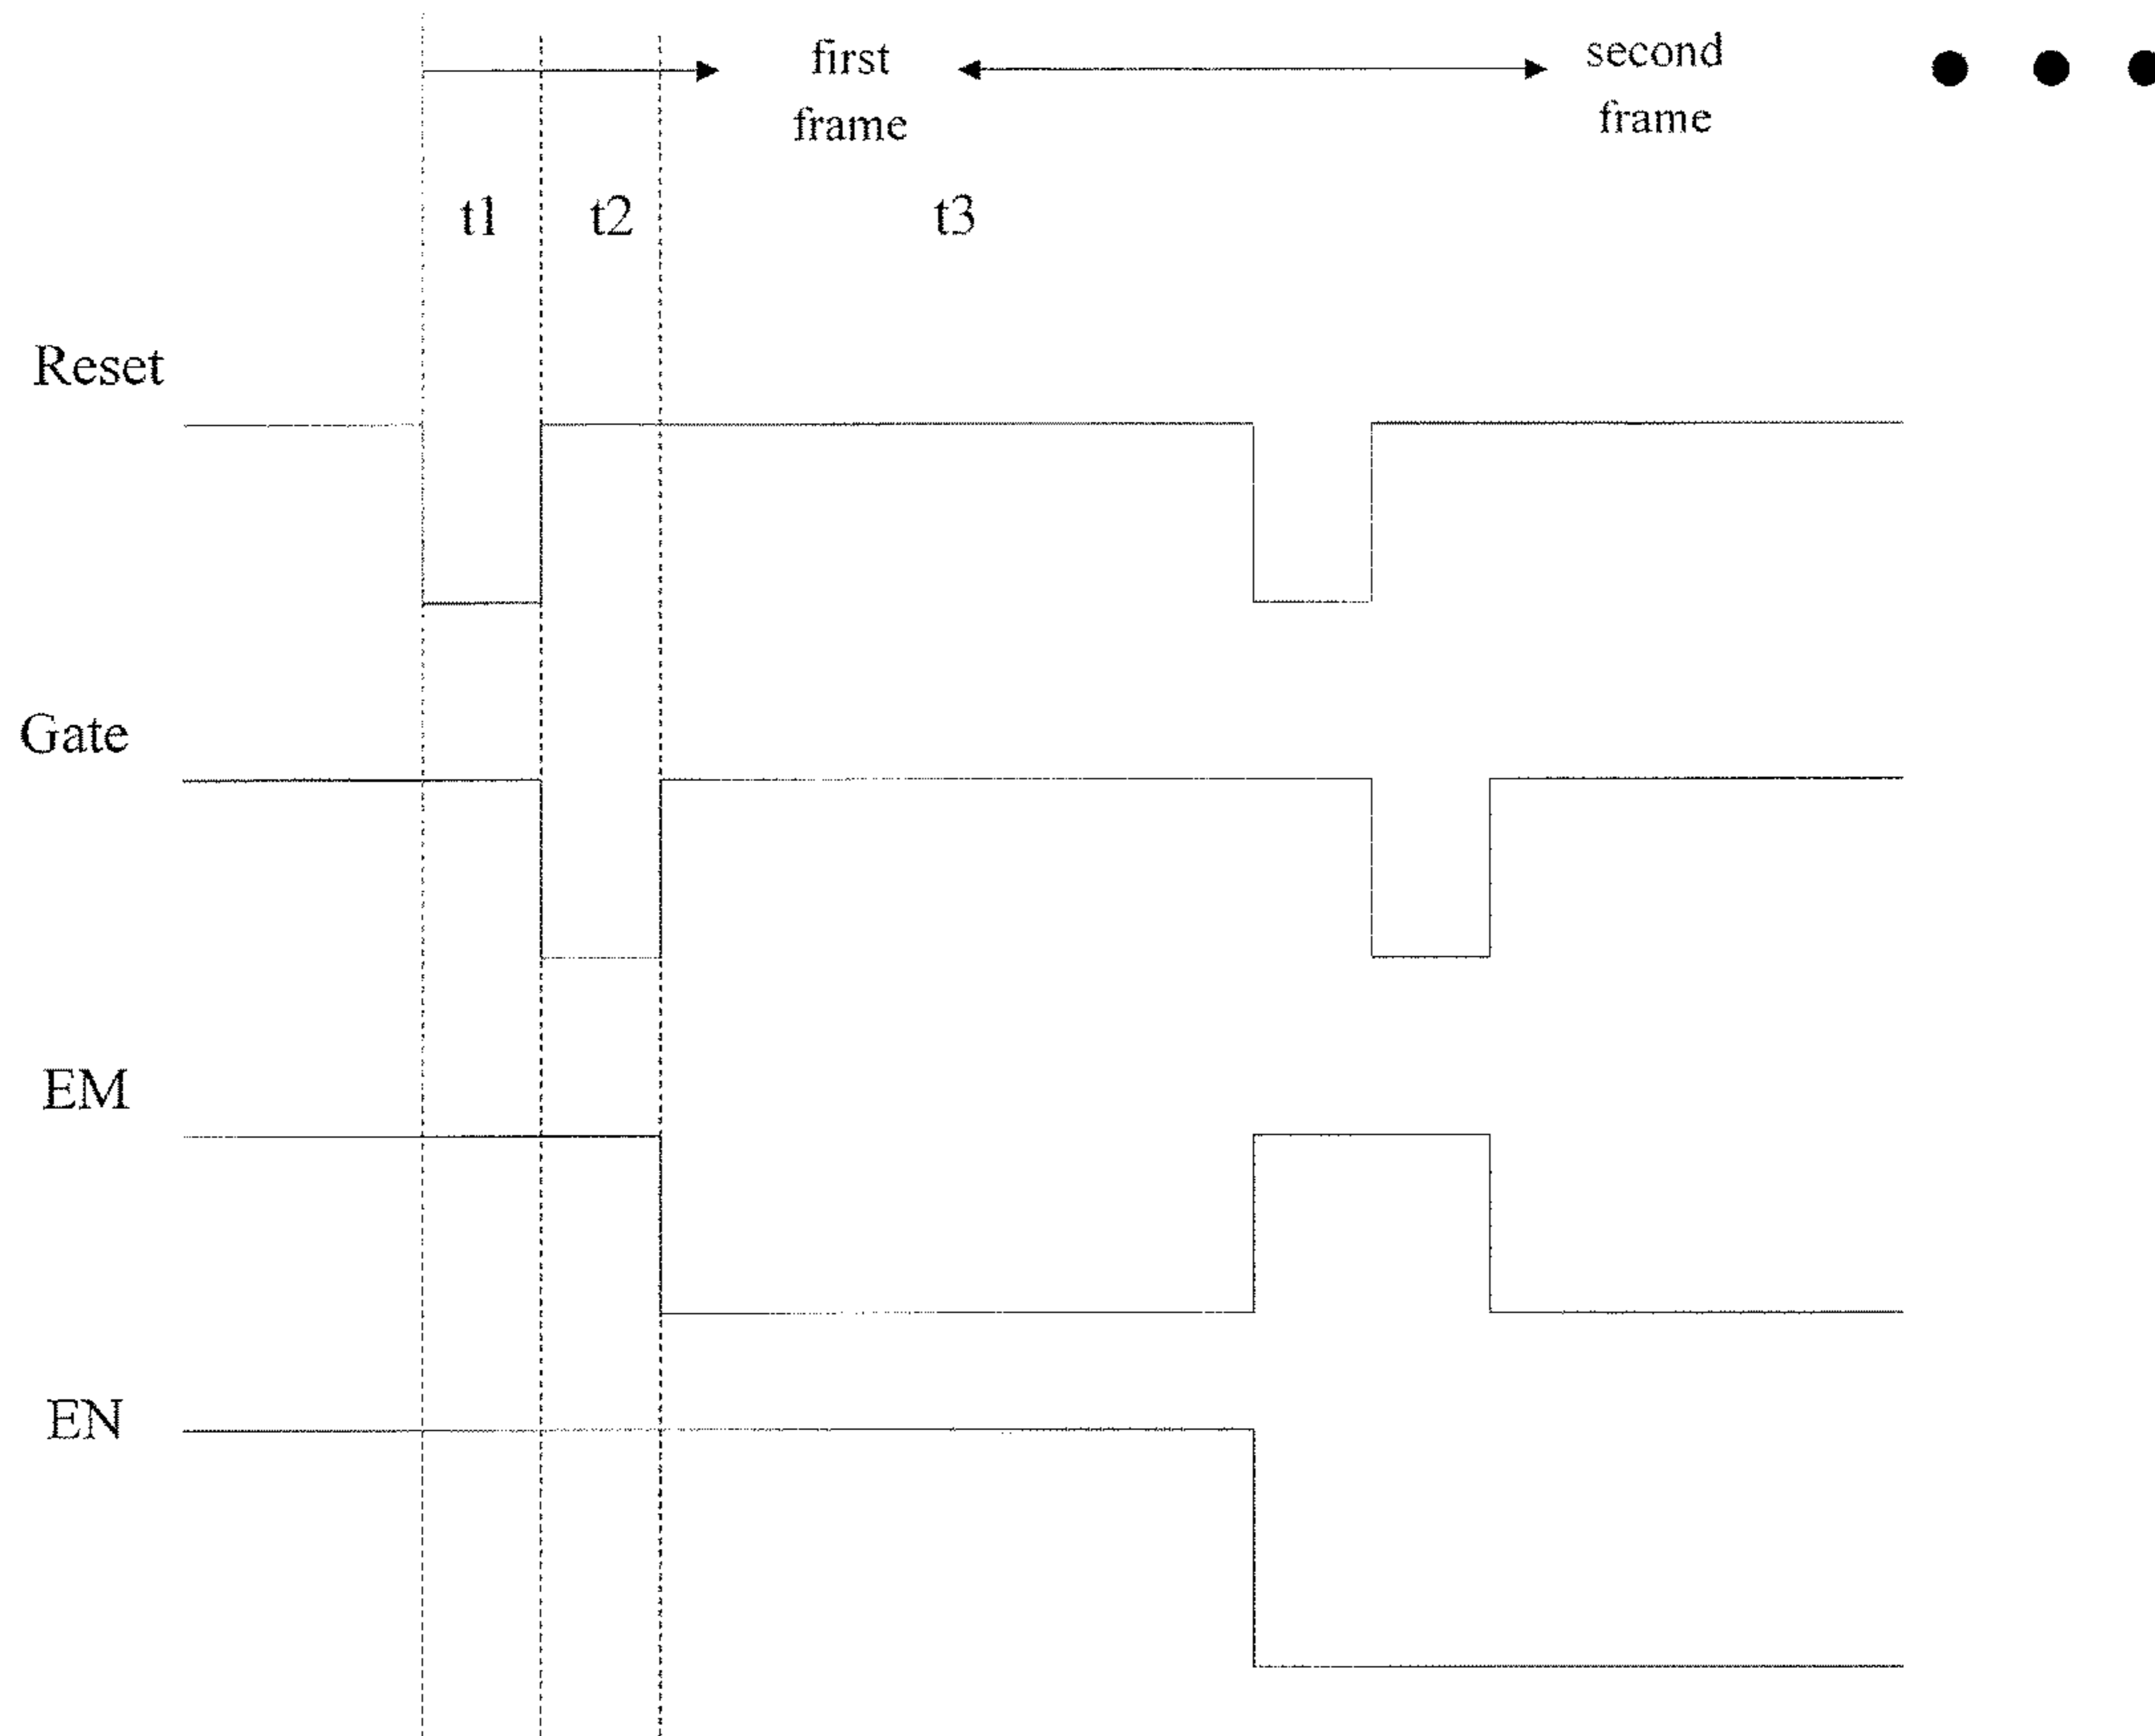 first
frame
second
frame
t1
t2
t3
Reset
Gate
EM
EN